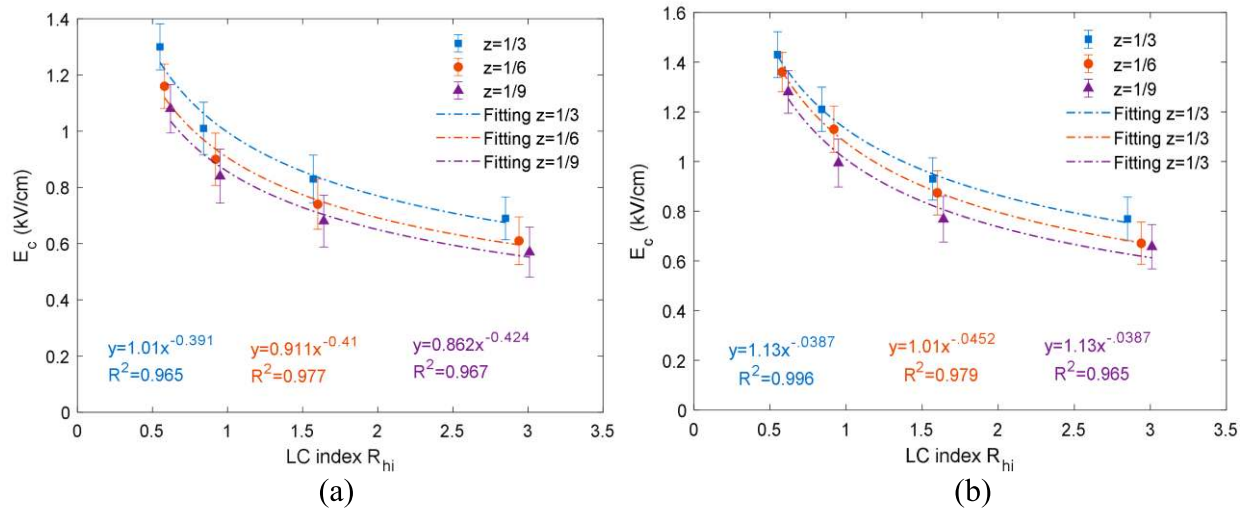 1.4
1.2
1
0.8
0.6
0.4
0.2
0
E_c (kV/cm)
z=1/3
z=1/6
z=1/9
Fitting z=1/3
Fitting z=1/6
Fitting z=1/9
y=1.01x^-0.391
R^2=0.965
y=0.911x^-0.41
R^2=0.977
y=0.862x^-0.424
R^2=0.967
0 0.5 1 1.5 2 2.5 3 3.5
LC index R_hi
(a)
1.6
1.4
1.2
1
0.8
0.6
0.4
0.2
0
E_c (kV/cm)
z=1/3
z=1/6
z=1/9
Fitting z=1/3
Fitting z=1/3
Fitting z=1/3
y=1.13x^-.0387
R^2=0.996
y=1.01x^-.0452
R^2=0.979
y=1.13x^-.0387
R^2=0.965
0 0.5 1 1.5 2 2.5 3 3.5
LC index R_hi
(b)